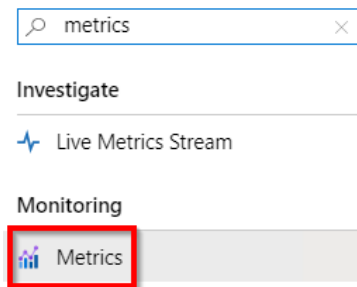 metrics
Investigate
Live Metrics Stream
Monitoring
Metrics